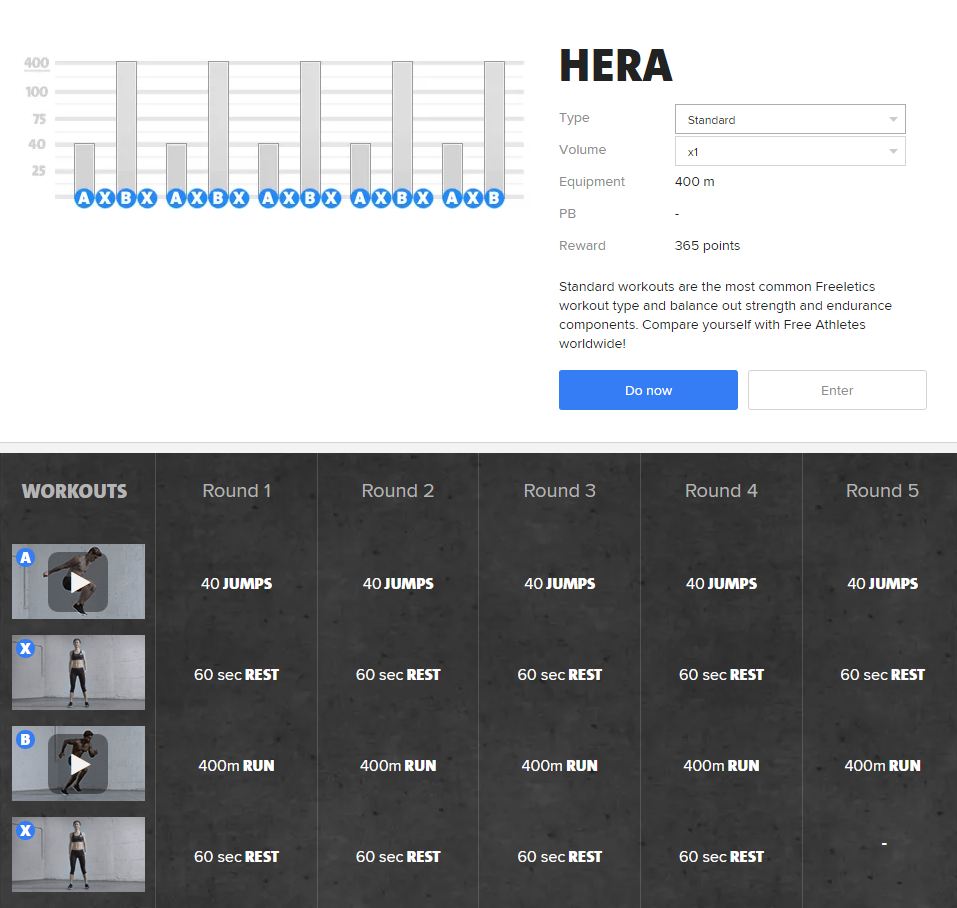 400
100
75
40
25
A X B X A X B X A X B X A X B X A X B
HERA
Type Standard
Volume x1
Equipment 400 m
PB -
Reward 365 points
Standard workouts are the most common Freeletics
workout type and balance out strength and endurance
components. Compare yourself with Free Athletes
worldwide!
Do now Enter
WORKOUTS Round 1 Round 2 Round 3 Round 4 Round 5
A 40 JUMPS 40 JUMPS 40 JUMPS 40 JUMPS 40 JUMPS
X 60 sec REST 60 sec REST 60 sec REST 60 sec REST 60 sec REST
B 400m RUN 400m RUN 400m RUN 400m RUN 400m RUN
X 60 sec REST 60 sec REST 60 sec REST 60 sec REST -